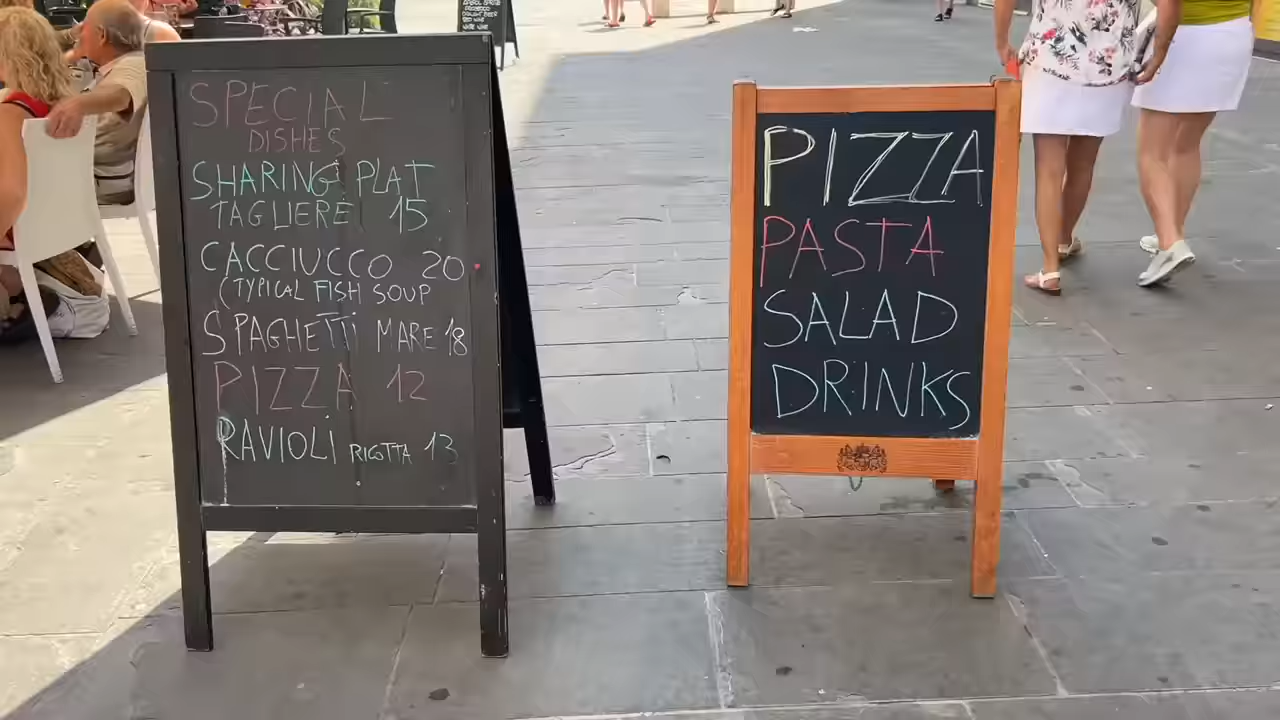 SPECIAL
DISHES
SHARING PLAT
TAGLIERE 15
CACCIUCCO 20
(TYPICAL FISH SOUP
SPAGHETTI MARE 18
PIZZA 12
RAVIOLI RIGOTTA 13
PIZZA
PASTA
SALAD
DRINKS